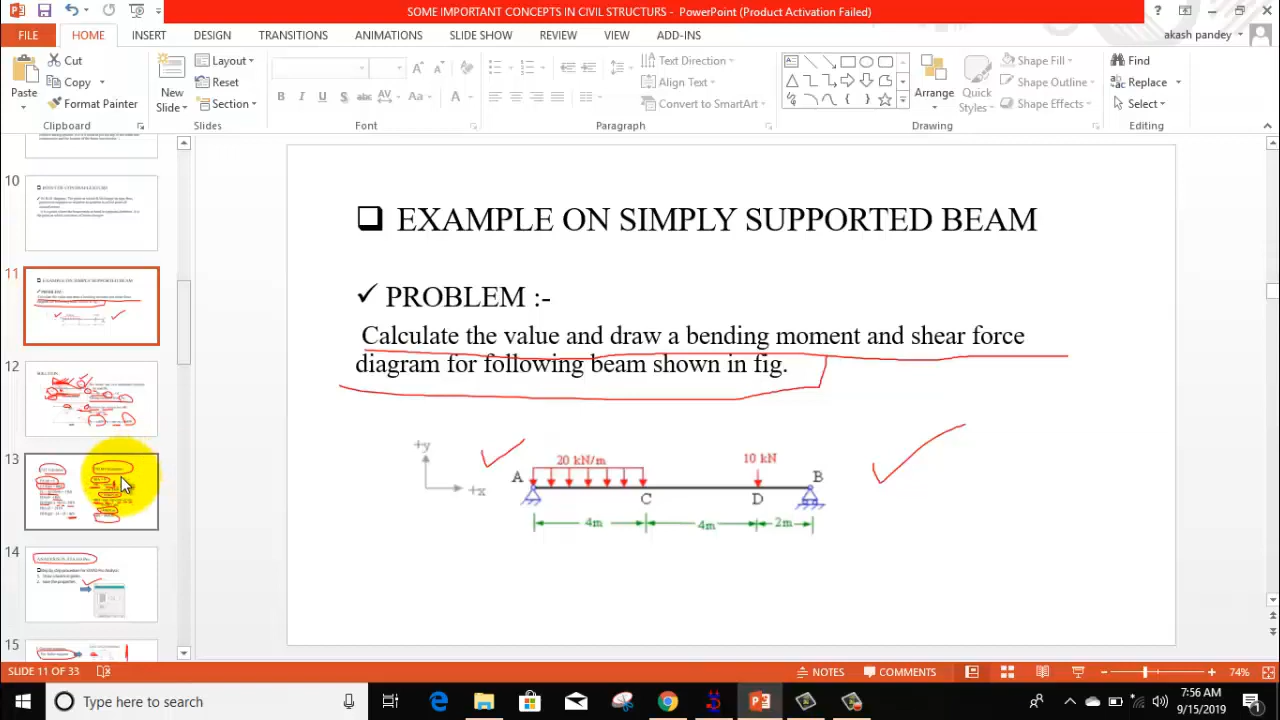 SOME IMPORTANT CONCEPTS IN CIVIL STRUCTURS - PowerPoint (Product Activation Failed)
FILE HOME INSERT DESIGN TRANSITIONS ANIMATIONS SLIDE SHOW REVIEW VIEW ADD-INS akash pandey
Cut
Copy
Format Painter
Paste
Clipboard
New
Slide
Layout
Reset
Section
Slides
B I U S abc AV Aa A
Font
Text Direction
Align Text
Convert to SmartArt
Paragraph
Arrange
Quick
Styles
Shape Fill
Shape Outline
Shape Effects
Drawing
Find
Replace
Select
Editing
10
11
12
13
14
15
EXAMPLE ON SIMPLY SUPPORTED BEAM
PROBLEM :-
Calculate the value and draw a bending moment and shear force
diagram for following beam shown in fig.
+y
+x
A 20 kN/m 10 kN B
C D
4m 4m 2m
SLIDE 11 OF 33 NOTES COMMENTS 74%
Type here to search
7:56 AM
9/15/2019